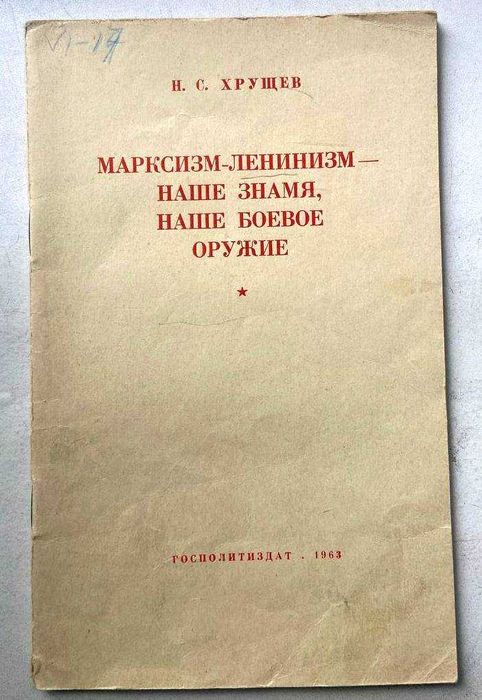 Н. С. ХРУЩЕВ
МАРКСИЗМ-ЛЕНИНИЗМ —
НАШЕ ЗНАМЯ,
НАШЕ БОЕВОЕ
ОРУЖИЕ
ГОСПОЛИТИЗДАТ . 1963